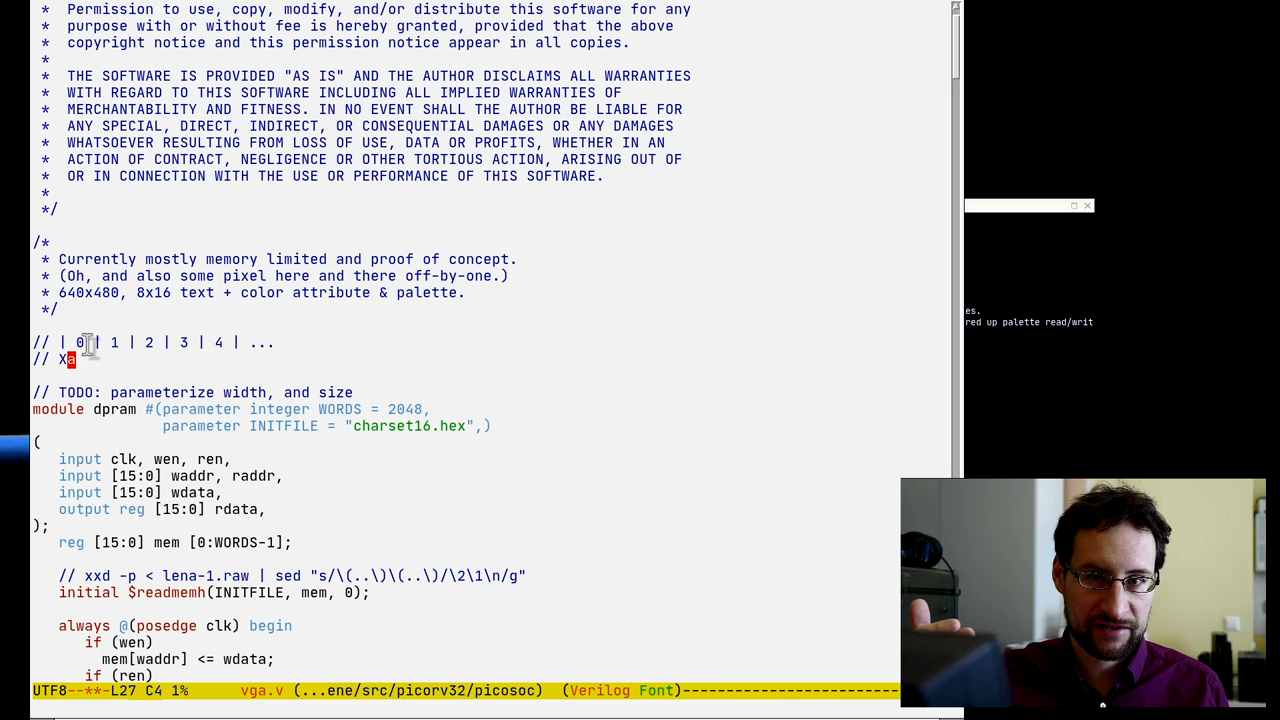 *  Permission to use, copy, modify, and/or distribute this software for any
 *  purpose with or without fee is hereby granted, provided that the above
 *  copyright notice and this permission notice appear in all copies.
 *
 *  THE SOFTWARE IS PROVIDED "AS IS" AND THE AUTHOR DISCLAIMS ALL WARRANTIES
 *  WITH REGARD TO THIS SOFTWARE INCLUDING ALL IMPLIED WARRANTIES OF
 *  MERCHANTABILITY AND FITNESS. IN NO EVENT SHALL THE AUTHOR BE LIABLE FOR
 *  ANY SPECIAL, DIRECT, INDIRECT, OR CONSEQUENTIAL DAMAGES OR ANY DAMAGES
 *  WHATSOEVER RESULTING FROM LOSS OF USE, DATA OR PROFITS, WHETHER IN AN
 *  ACTION OF CONTRACT, NEGLIGENCE OR OTHER TORTIOUS ACTION, ARISING OUT OF
 *  OR IN CONNECTION WITH THE USE OR PERFORMANCE OF THIS SOFTWARE.
 *
 */
/*
 * Currently mostly memory limited and proof of concept.
 * (Oh, and also some pixel here and there off-by-one.)
 * 640x480, 8x16 text + color attribute & palette.
 */
// | 0 | 1 | 2 | 3 | 4 | ...
// Xa
// TODO: parameterize width, and size
module dpram #(parameter integer WORDS = 2048,
               parameter INITFILE = "charset16.hex",)
(
   input clk, wen, ren,
   input [15:0] waddr, raddr,
   input [15:0] wdata,
   output reg [15:0] rdata,
);
   reg [15:0] mem [0:WORDS-1];
   // xxd -p < lena-1.raw | sed "s/\(..\)\(..\)/\2\1\n/g"
   initial $readmemh(INITFILE, mem, 0);
   always @(posedge clk) begin
      if (wen)
        mem[waddr] <= wdata;
      if (ren)
UTF8--**-L27 C4 1%      vga.v (...ene/src/picorv32/picosoc)  (Verilog Font)-------------------------
es.
red up palette read/writ